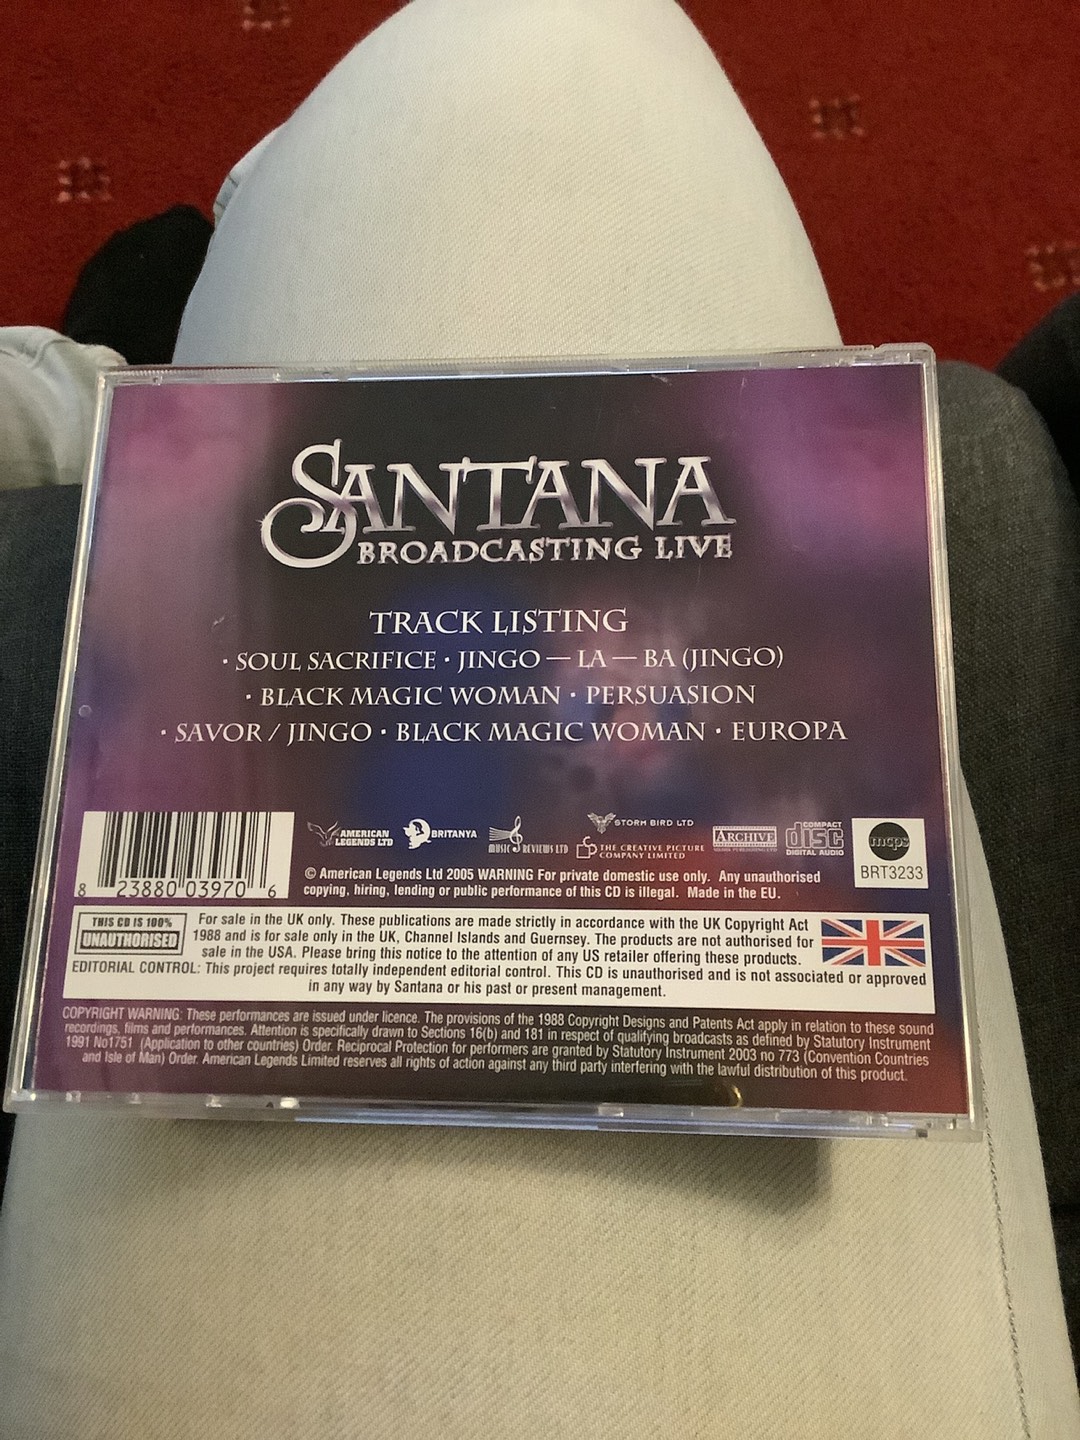 SANTANA
BROADCASTING LIVE
TRACK LISTING
· SOUL SACRIFICE · JINGO — LA — BA (JINGO)
· BLACK MAGIC WOMAN · PERSUASION
· SAVOR / JINGO · BLACK MAGIC WOMAN · EUROPA
8 23880 03970 6
AMERICAN
LEGENDS LTD
BRITANYA
MUSIC REVIEWS LTD
STORM BIRD LTD
THE CREATIVE PICTURE
COMPANY LIMITED
ARCHIVE
COMPACT
disc
DIGITAL AUDIO
mcps
BRT3233
© American Legends Ltd 2005 WARNING For private domestic use only. Any unauthorised
copying, hiring, lending or public performance of this CD is illegal. Made in the EU.
THIS CD IS 100%
UNAUTHORISED
For sale in the UK only. These publications are made strictly in accordance with the UK Copyright Act
1988 and is for sale only in the UK, Channel Islands and Guernsey. The products are not authorised for
sale in the USA. Please bring this notice to the attention of any US retailer offering these products.
EDITORIAL CONTROL: This project requires totally independent editorial control. This CD is unauthorised and is not associated or approved
in any way by Santana or his past or present management.
COPYRIGHT WARNING: These performances are issued under licence. The provisions of the 1988 Copyright Designs and Patents Act apply in relation to these sound
recordings, films and performances. Attention is specifically drawn to Sections 16(b) and 181 in respect of qualifying broadcasts as defined by Statutory Instrument
1991 No1751 (Application to other countries) Order. Reciprocal Protection for performers are granted by Statutory Instrument 2003 no 773 (Convention Countries
and Isle of Man) Order. American Legends Limited reserves all rights of action against any third party interfering with the lawful distribution of this product.